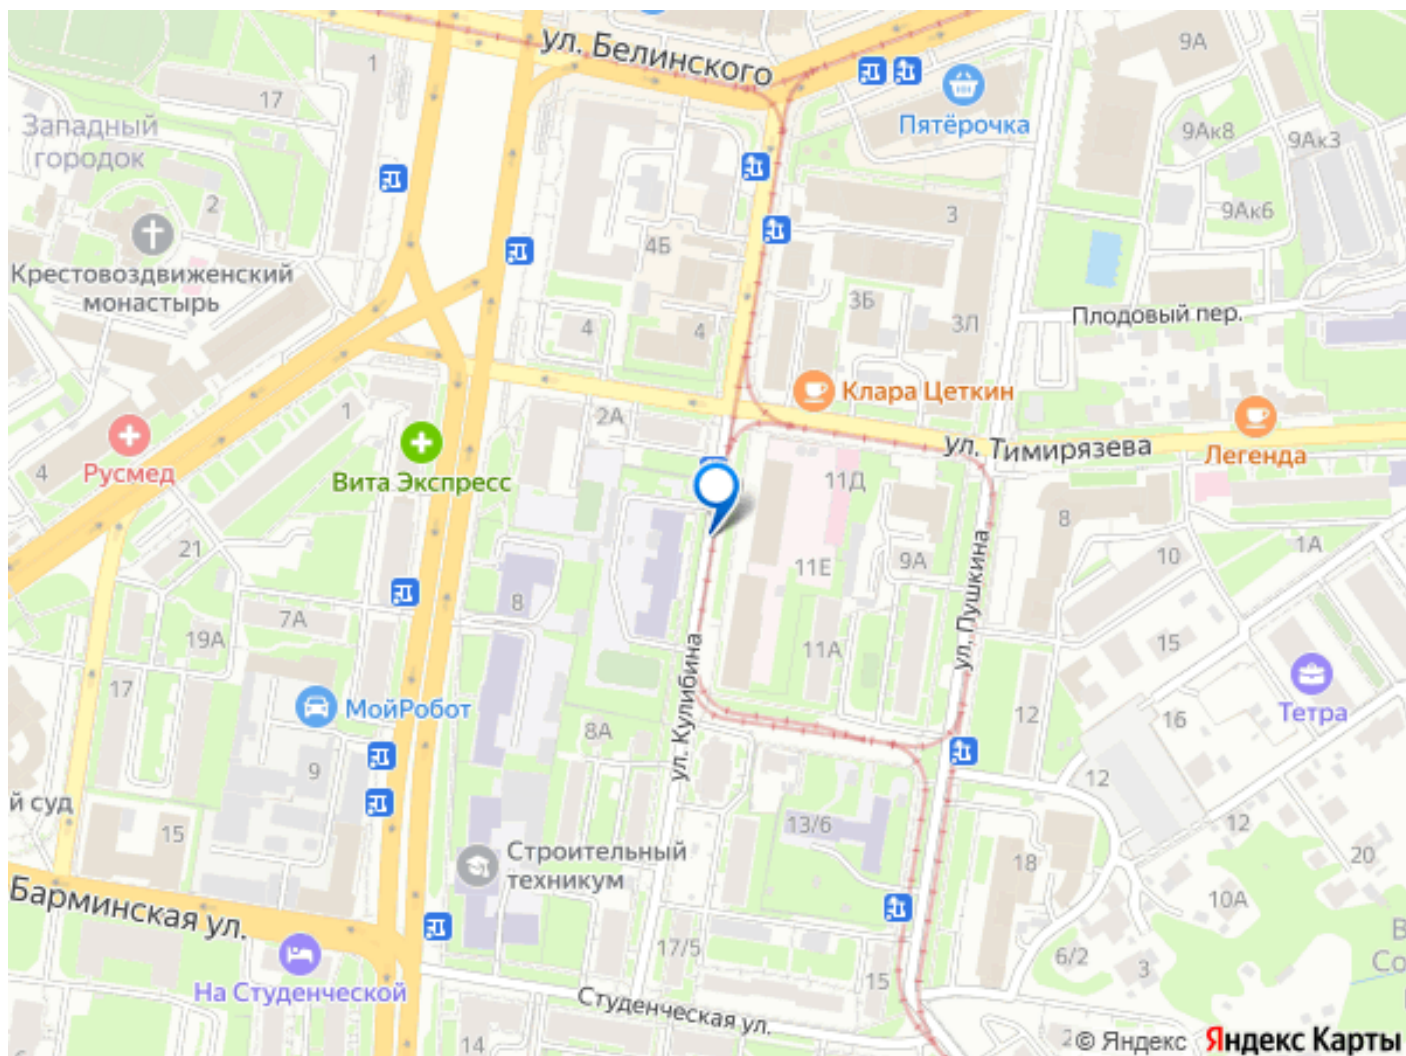 ул. Белинского
1
17
9А
Западный
городок
Пятёрочка
9Ак8
9Ак3
2
3
9Ак6
4Б
Крестовоздвиженский
монастырь
3Б
Плодовый пер.
3Л
4
4
Клара Цеткин
1
2А
ул. Тимирязева
Легенда
4
Русмед
Вита Экспресс
11Д
8
21
11Е
9А
10
1А
8
ул. Пушкина
7А
19А
11А
15
17
ул. Кулибина
МойРобот
12
16
Тетра
8А
9
12
й суд
15
13/6
12
Строительный
техникум
18
20
Барминская ул.
10А
В
17/5
6/2
3
Со
На Студенческой
15
Студенческая ул.
14
2
© Яндекс Яндекс Карты